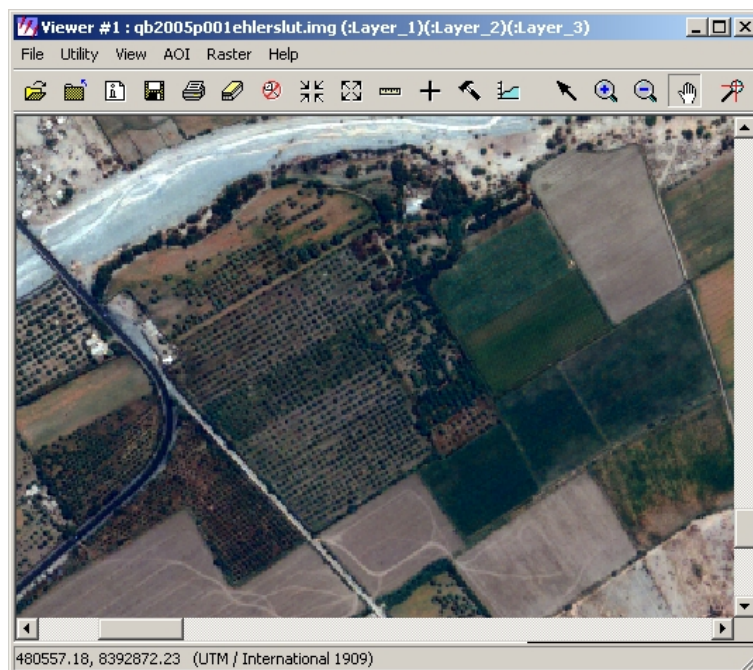 Viewer #1 : qb2005p001ehlerslut.img (:Layer_1)(:Layer_2)(:Layer_3)
File Utility View AOI Raster Help
480557.18, 8392872.23 (UTM / International 1909)